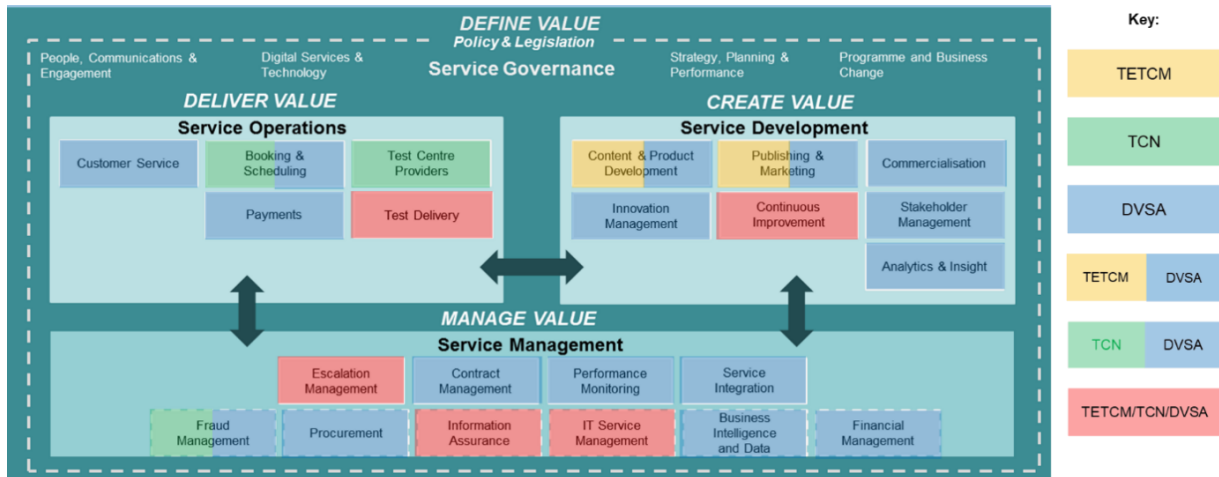 DEFINE VALUE
Policy & Legislation
People, Communications &
Engagement
Digital Services &
Technology
Service Governance
Strategy, Planning &
Performance
Programme and Business
Change
DELIVER VALUE
Service Operations
Customer Service
Booking &
Scheduling
Test Centre
Providers
Payments
Test Delivery
CREATE VALUE
Service Development
Content & Product
Development
Publishing &
Marketing
Commercialisation
Innovation
Management
Continuous
Improvement
Stakeholder
Management
Analytics & Insight
MANAGE VALUE
Service Management
Escalation
Management
Contract
Management
Performance
Monitoring
Service
Integration
Fraud
Management
Procurement
Information
Assurance
IT Service
Management
Business
Intelligence
and Data
Financial
Management
Key:
TETCM
TCN
DVSA
TETCM DVSA
TCN DVSA
TETCM/TCN/DVSA